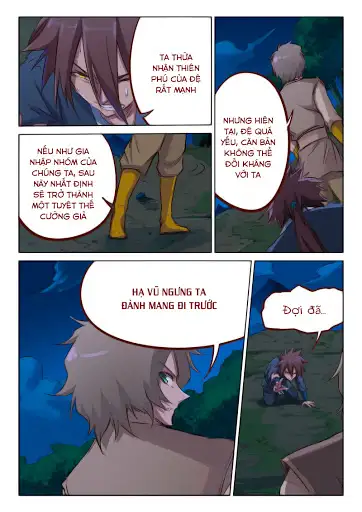 TA THỪA
NHẬN THIÊN
PHÚ CỦA ĐỆ
RẤT MẠNH
NHƯNG HIỆN
TẠI, ĐỆ QUÁ
YẾU, CĂN BẢN
KHÔNG THỂ
ĐỐI KHÁNG
VỚI TA
NẾU NHƯ GIA
NHẬP NHÓM CỦA
CHÚNG TA, SAU
NÀY NHẤT ĐỊNH
SẼ TRỞ THÀNH
MỘT TUYỆT THẾ
CƯỜNG GIẢ
HẠ VŨ NGƯNG TA
ĐÀNH MANG ĐI TRƯỚC
Đợi đã..